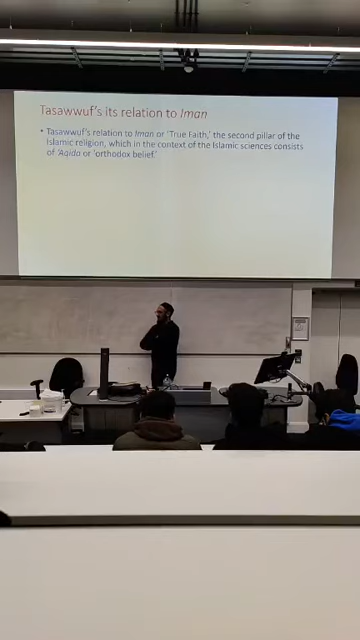 Tasawwuf's its relation to Iman
• Tasawwuf's relation to Iman or 'True Faith,' the second pillar of the
Islamic religion, which in the context of the Islamic sciences consists
of 'Aqida or 'orthodox belief.'